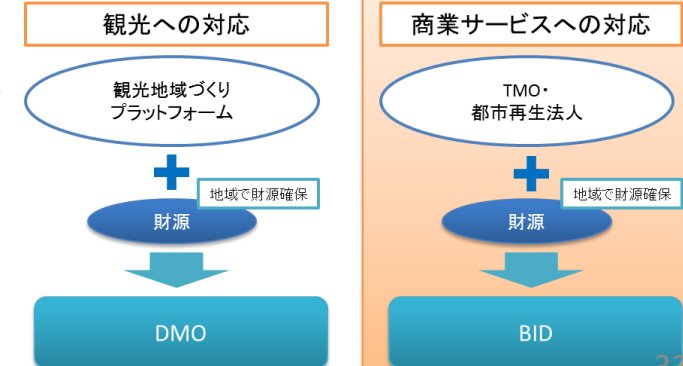 観光への対応
観光地域づくり
プラットフォーム
地域で財源確保
財源
DMO
商業サービスへの対応
TMO・
都市再生法人
地域で財源確保
財源
BID